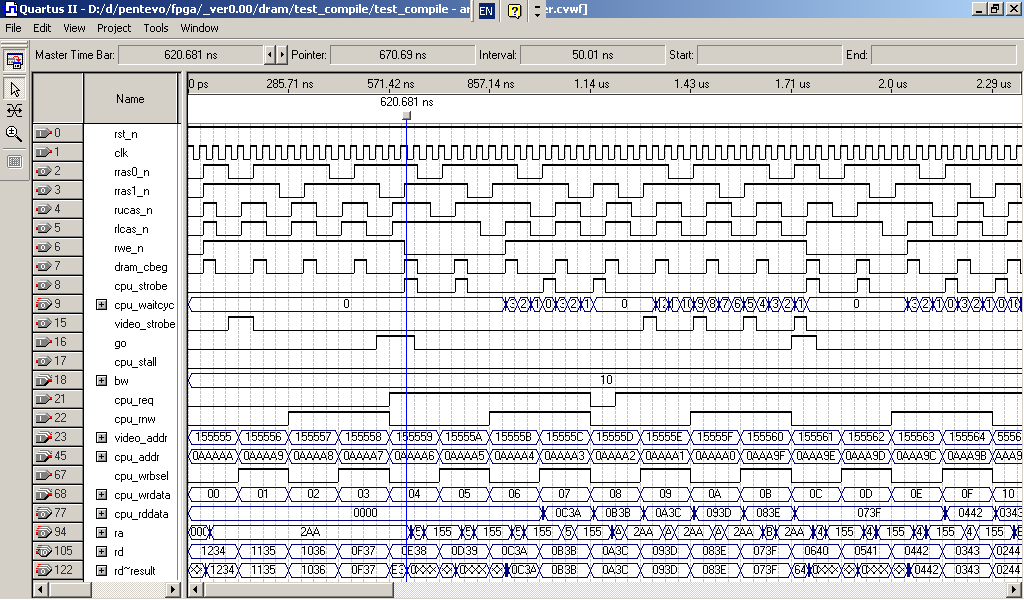 Quartus II - D:/d/pentevo/fpga/_ver0.00/dram/test_compile/test_compile - ar EN er.cvwf]
File Edit View Project Tools Window
Master Time Bar: 620.681 ns Pointer: 670.69 ns Interval: 50.01 ns Start: End:
Name 0 ps 285.71 ns 571.42 ns 857.14 ns 1.14 us 1.43 us 1.71 us 2.0 us 2.29 us
620.681 ns
0 rst_n
1 clk
2 rras0_n
3 rras1_n
4 rucas_n
5 rlcas_n
6 rwe_n
7 dram_cbeg
8 cpu_strobe
9 cpu_waitcyc 0 3 2 1 0 3 2 1 0 10 9 8 7 6 5 4 3 2 1 0 3 2 1 0 3 2 1 0
15 video_strobe
16 go
17 cpu_stall
18 bw 10
21 cpu_req
22 cpu_rnw
23 video_addr 155555 155556 155557 155558 155559 15555A 15555B 15555C 15555D 15555E 15555F 155560 155561 155562 155563 155564 5556
45 cpu_addr 0AAAAA 0AAAA9 0AAAA8 0AAAA7 0AAAA6 0AAAA5 0AAAA4 0AAAA3 0AAAA2 0AAAA1 0AAAA0 0AAA9F 0AAA9E 0AAA9D 0AAA9C 0AAA9B AAA9
67 cpu_wrbsel
68 cpu_wrdata 00 01 02 03 04 05 06 07 08 09 0A 0B 0C 0D 0E 0F 10
77 cpu_rddata 0000 0C3A 0B3B 0A3C 093D 083E 073F 0442 0343
94 ra 000 2AA 155 155 155 155 2AA 2AA 2AA 2AA 155 155 155 155
105 rd 1234 1135 1036 0F37 0E38 0D39 0C3A 0B3B 0A3C 093D 083E 073F 0640 0541 0442 0343 0244
122 rd~result 1234 1135 1036 0F37 E3 0C3A 0B3B 0A3C 093D 083E 073F 64 0442 0343 0244